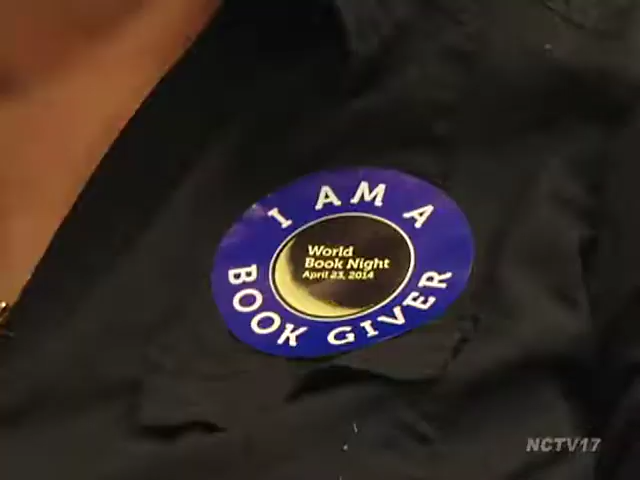 I AM A
World
Book Night
April 23, 2014
BOOK GIVER
NCTV17